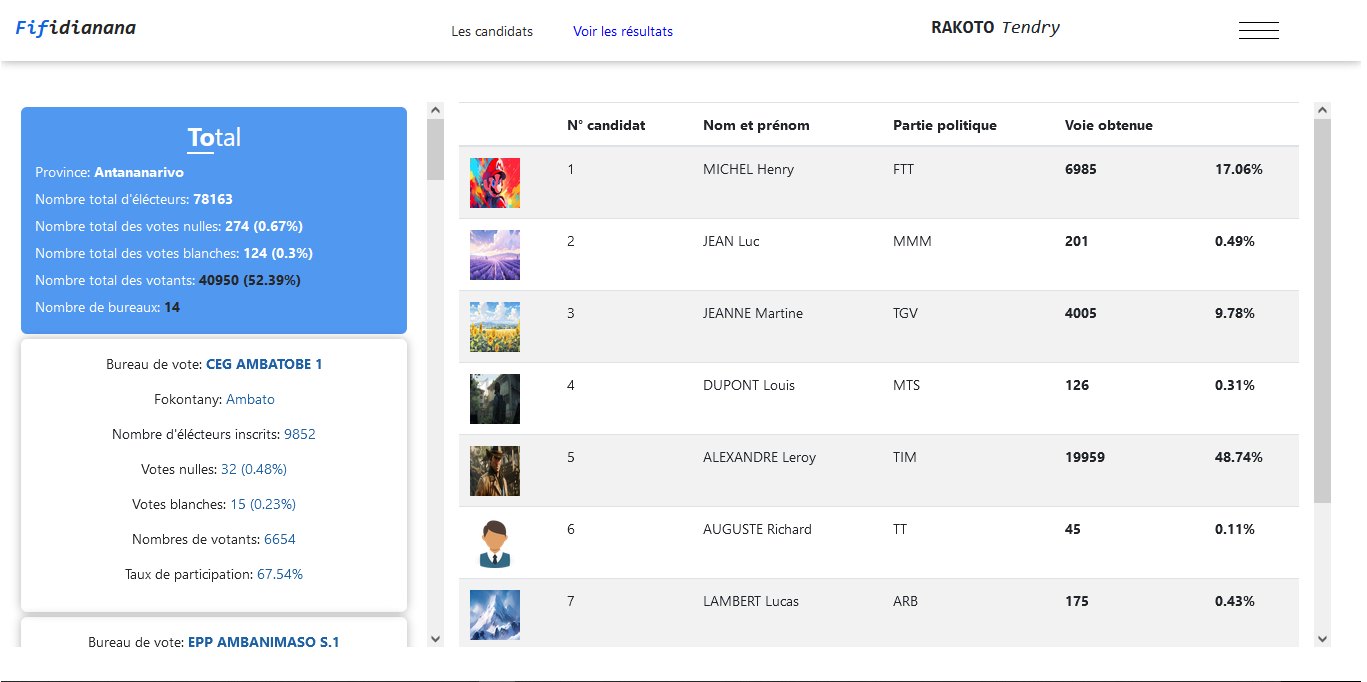 Fifidianana
Les candidats
Voir les résultats
RAKOTO Tendry
Total
Province: Antananarivo
Nombre total d'élécteurs: 78163
Nombre total des votes nulles: 274 (0.67%)
Nombre total des votes blanches: 124 (0.3%)
Nombre total des votants: 40950 (52.39%)
Nombre de bureaux: 14
Bureau de vote: CEG AMBATOBE 1
Fokontany: Ambato
Nombre d'élécteurs inscrits: 9852
Votes nulles: 32 (0.48%)
Votes blanches: 15 (0.23%)
Nombres de votants: 6654
Taux de participation: 67.54%
Bureau de vote: EPP AMBANIMASO S.1
N° candidat Nom et prénom Partie politique Voie obtenue
1 MICHEL Henry FTT 6985 17.06%
2 JEAN Luc MMM 201 0.49%
3 JEANNE Martine TGV 4005 9.78%
4 DUPONT Louis MTS 126 0.31%
5 ALEXANDRE Leroy TIM 19959 48.74%
6 AUGUSTE Richard TT 45 0.11%
7 LAMBERT Lucas ARB 175 0.43%